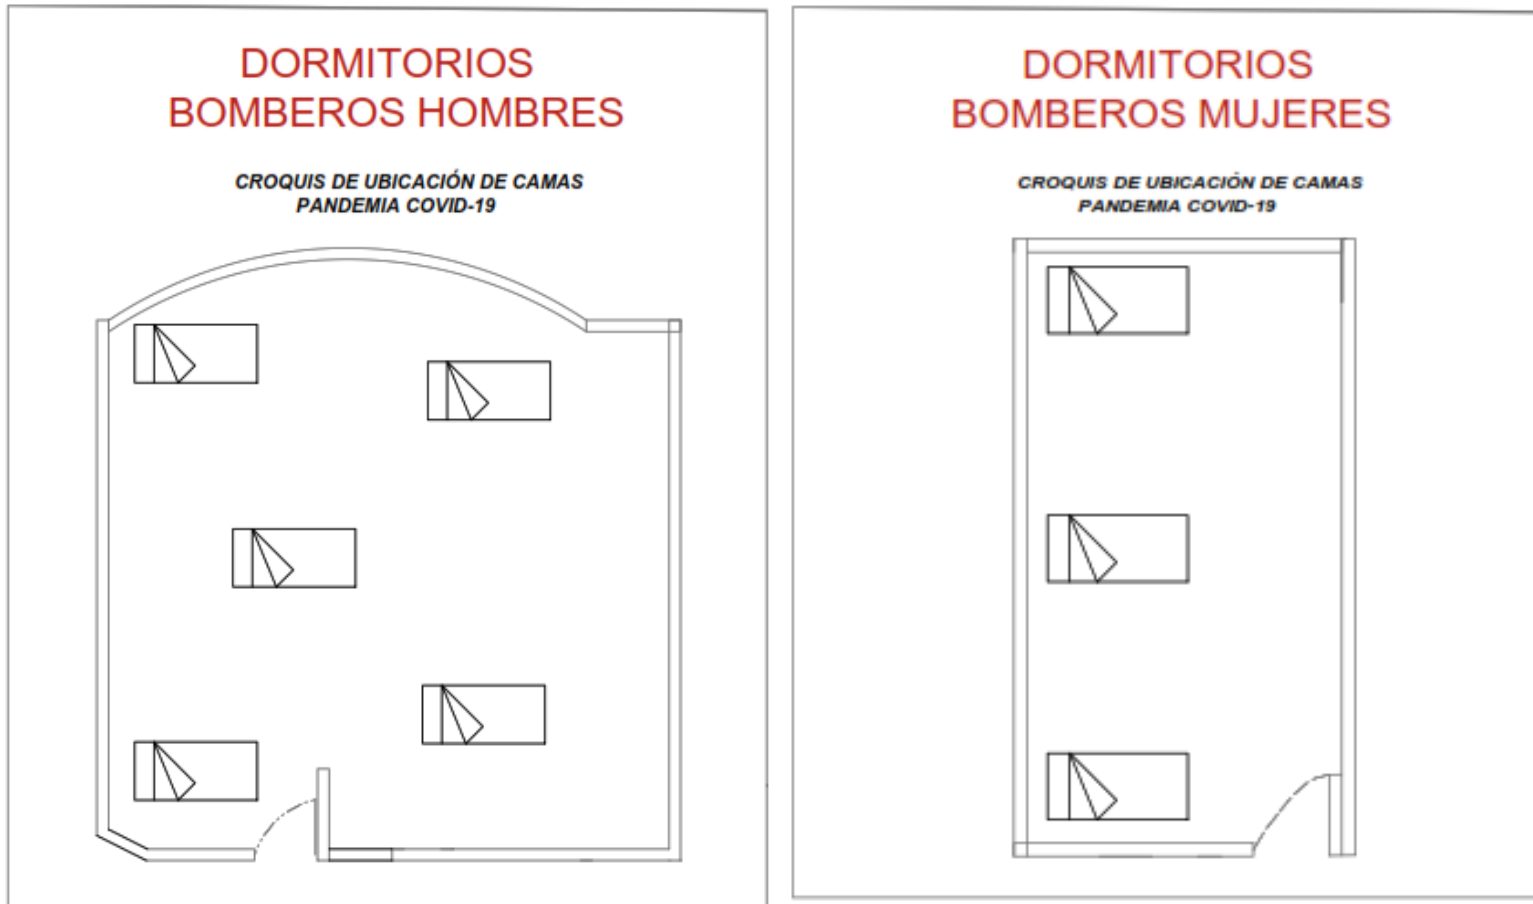 DORMITORIOS
BOMBEROS HOMBRES
CROQUIS DE UBICACIÓN DE CAMAS
PANDEMIA COVID-19
DORMITORIOS
BOMBEROS MUJERES
CROQUIS DE UBICACIÓN DE CAMAS
PANDEMIA COVID-19